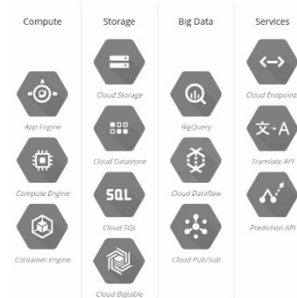 Compute
Storage
Big Data
Services
App Engine
Compute Engine
Container Engine
Cloud Storage
Cloud Datastore
SQL
Cloud SQL
Cloud Bigtable
BigQuery
Cloud Dataflow
Cloud Pub/Sub
Cloud Endpoints
文 A
Translate API
Prediction API